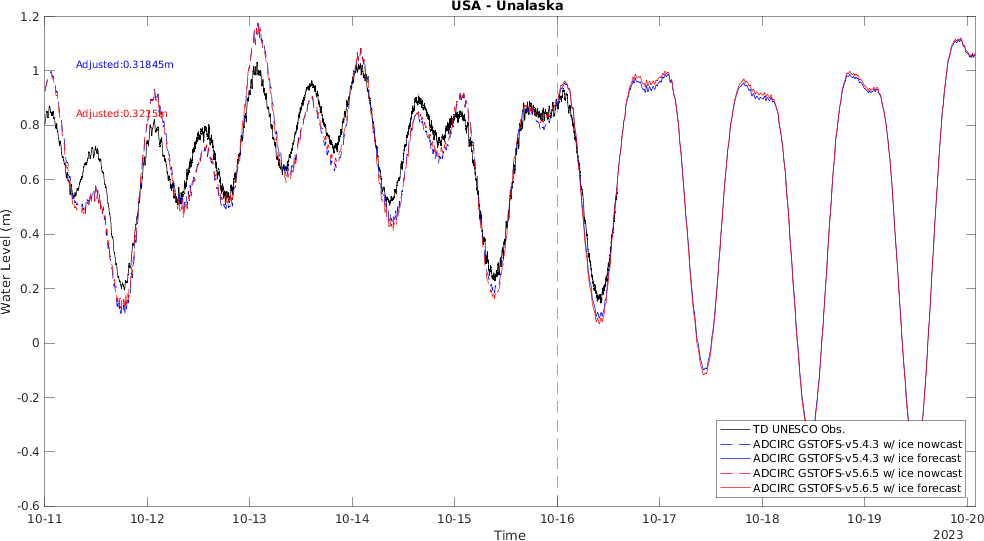 USA - Unalaska
1.2
1
0.8
0.6
0.4
0.2
0
-0.2
-0.4
-0.6
Water Level (m)
Adjusted:0.31845m
Adjusted:0.3215m
TD UNESCO Obs.
ADCIRC GSTOFS-v5.4.3 w/ ice nowcast
ADCIRC GSTOFS-v5.4.3 w/ ice forecast
ADCIRC GSTOFS-v5.6.5 w/ ice nowcast
ADCIRC GSTOFS-v5.6.5 w/ ice forecast
10-11 10-12 10-13 10-14 10-15 10-16 10-17 10-18 10-19 10-20
Time
2023